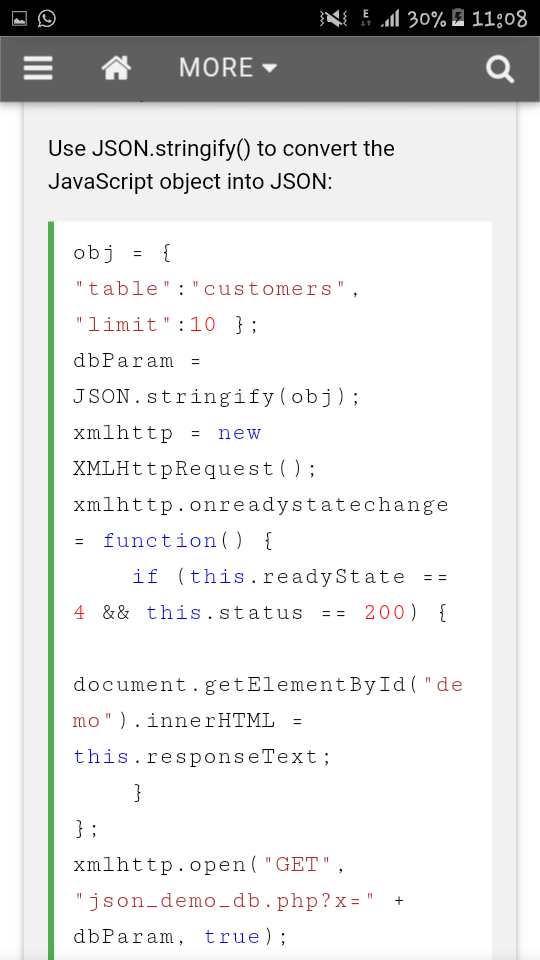 E 30% 11:08
MORE
Use JSON.stringify() to convert the
JavaScript object into JSON:
obj = {
"table":"customers",
"limit":10 };
dbParam =
JSON.stringify(obj);
xmlhttp = new
XMLHttpRequest();
xmlhttp.onreadystatechange
= function() {
    if (this.readyState ==
4 && this.status == 200) {
document.getElementById("de
mo").innerHTML =
this.responseText;
    }
};
xmlhttp.open("GET",
"json_demo_db.php?x=" +
dbParam, true);